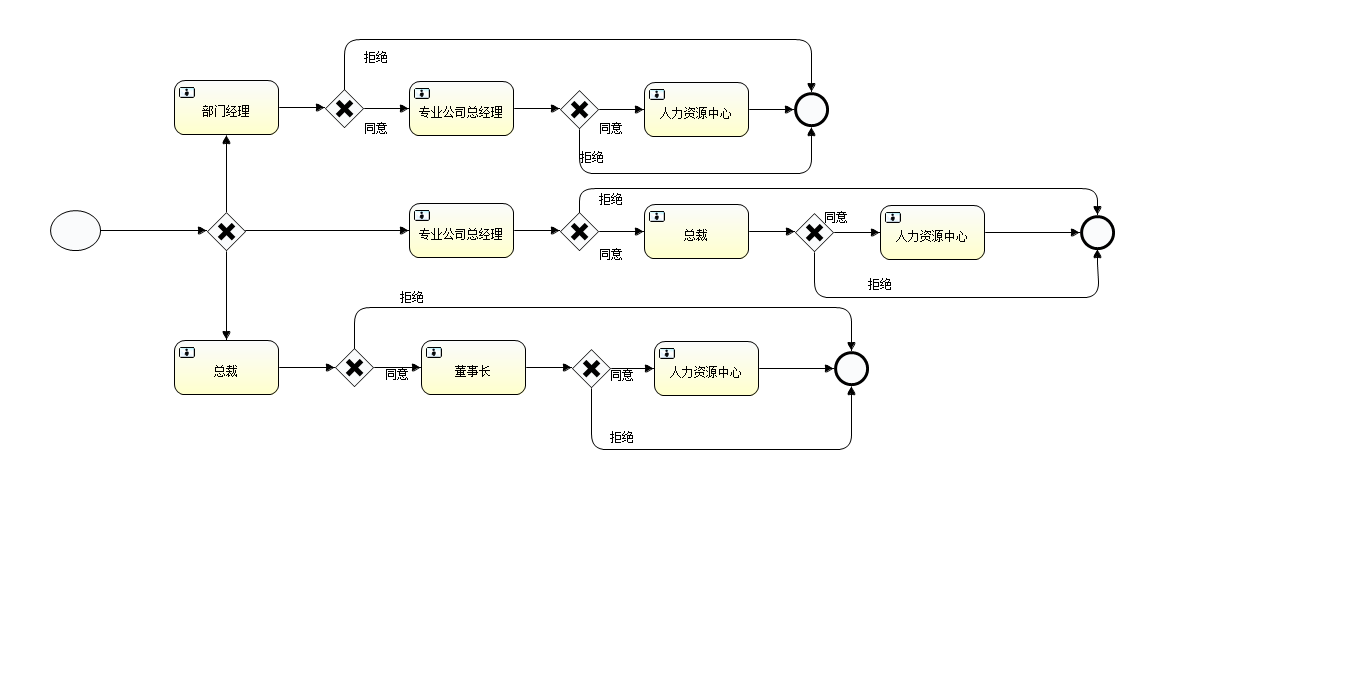 拒绝
部门经理
同意
专业公司总经理
同意
人力资源中心
拒绝
拒绝
专业公司总经理
同意
总裁
同意
人力资源中心
拒绝
拒绝
总裁
同意
董事长
同意
人力资源中心
拒绝